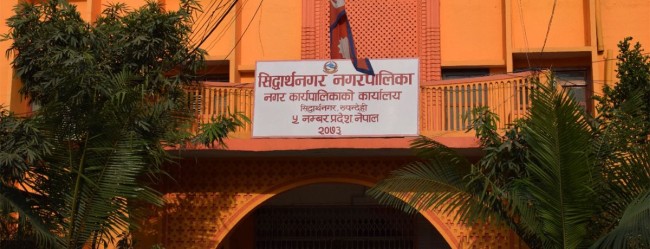 सिद्धार्थनगर नगरपालिका
नगर कार्यपालिकाको कार्यालय
सिद्धार्थनगर, रुपन्देही
५ नम्बर प्रदेश नेपाल
२०७३